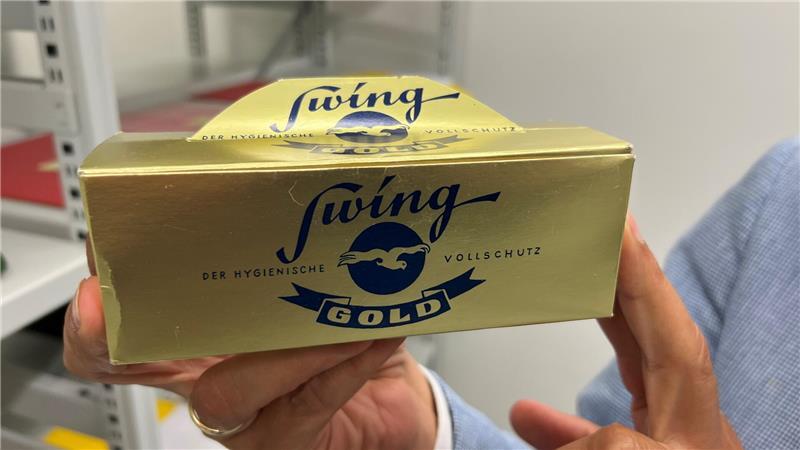 Swing
DER HYGIENISCHE VOLLSCHUTZ
GOLD
Swing
DER HYGIENISCHE VOLLSCHUTZ
GOLD